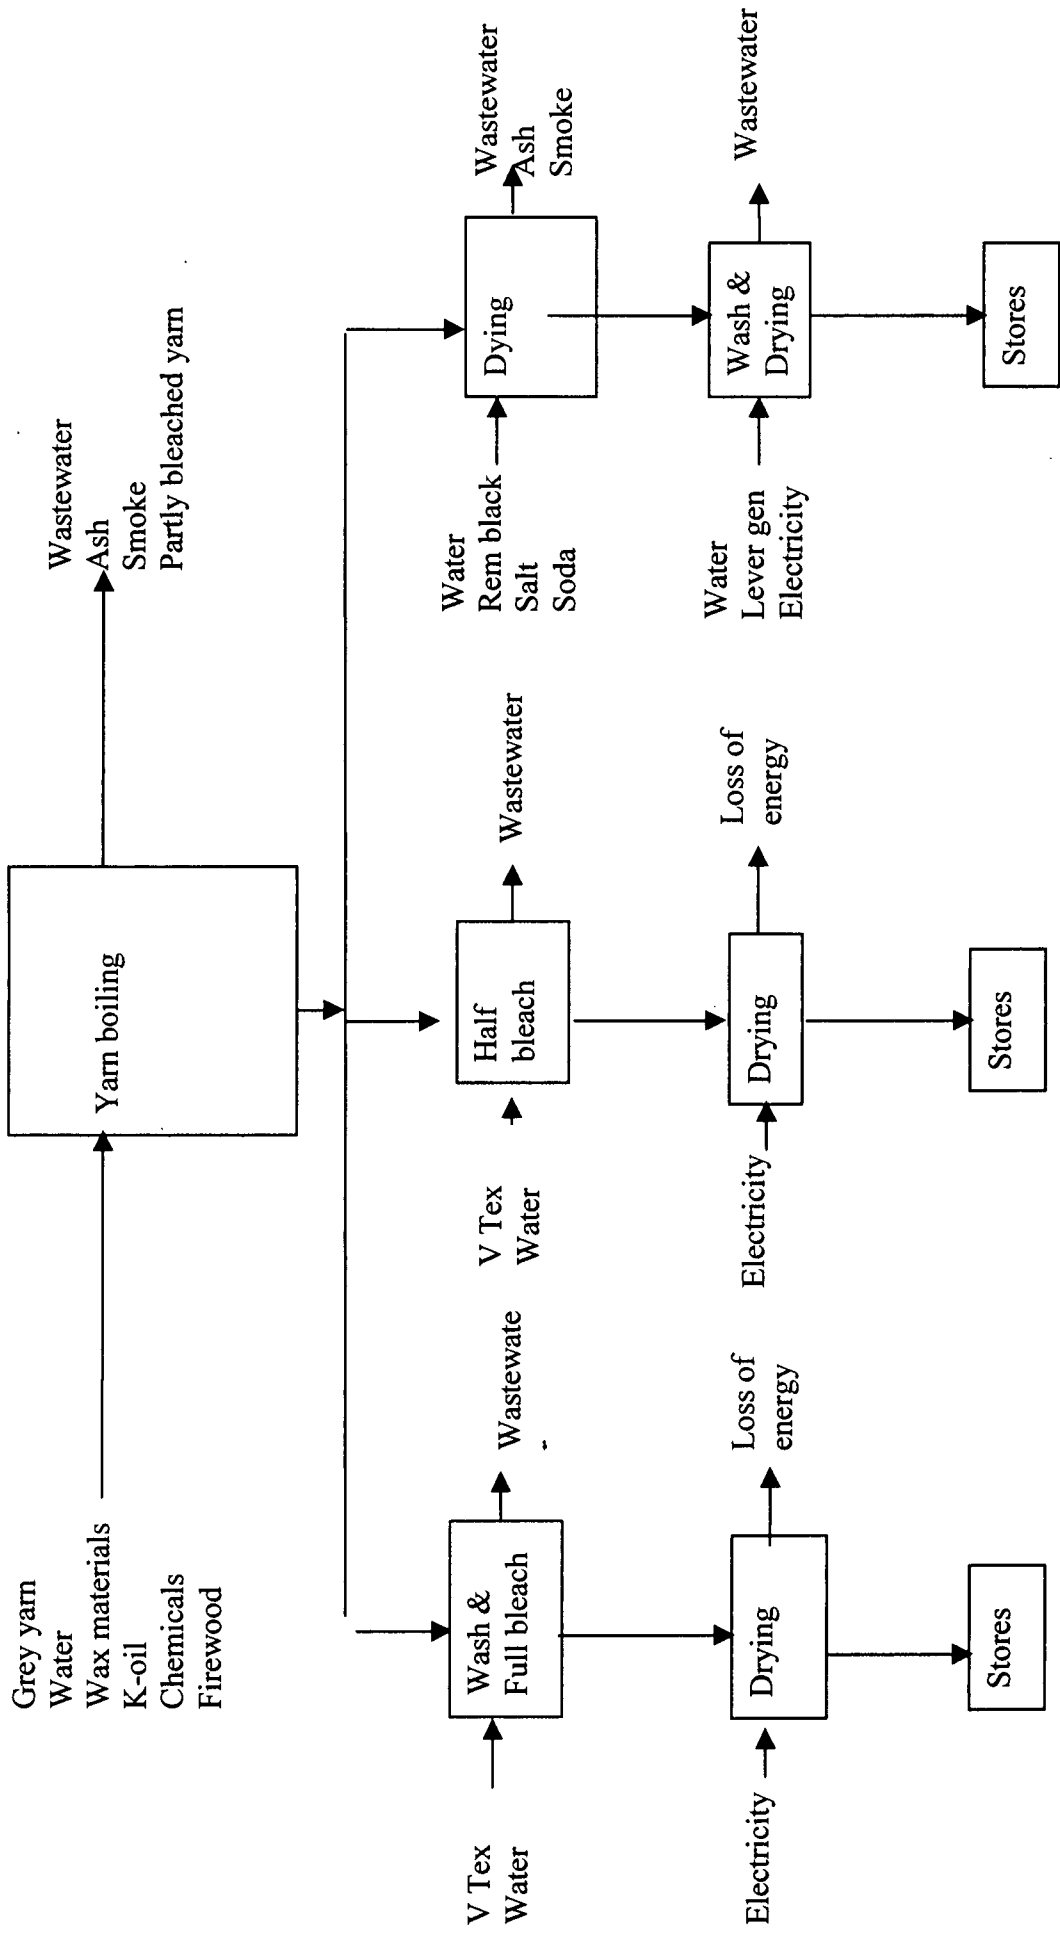 Grey yarn
Water
Wax materials
K-oil
Chemicals
Firewood
Yarn boiling
Wastewater
Ash
Smoke
Partly bleached yarn
V Tex
Water
Wash &
Full bleach
Wastewate
V Tex
Water
Half
bleach
Wastewater
Water
Rem black
Salt
Soda
Dying
Wastewater
Ash
Smoke
Electricity
Drying
Loss of
energy
Electricity
Drying
Loss of
energy
Water
Lever gen
Electricity
Wash &
Drying
Wastewater
Stores
Stores
Stores